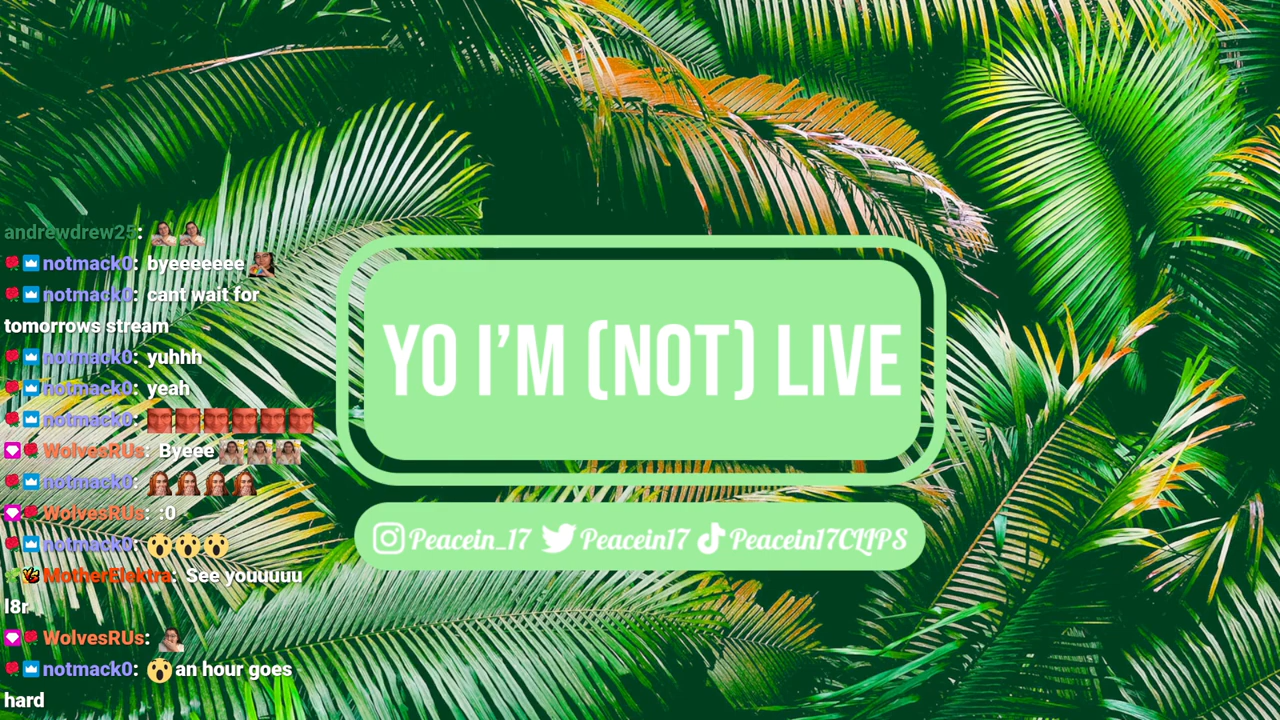 andrewdrew25:
notmack0: byeeeeeee
notmack0: cant wait for
tomorrows stream
notmack0: yuhhh
notmack0: yeah
notmack0:
WolvesRUs: Byeee
notmack0:
WolvesRUs: :0
notmack0:
MotherElektra: See youuuuu
l8r
WolvesRUs:
notmack0: an hour goes
hard
YO I'M (NOT) LIVE
Peacein_17 Peacein17 Peacein17CLIPS